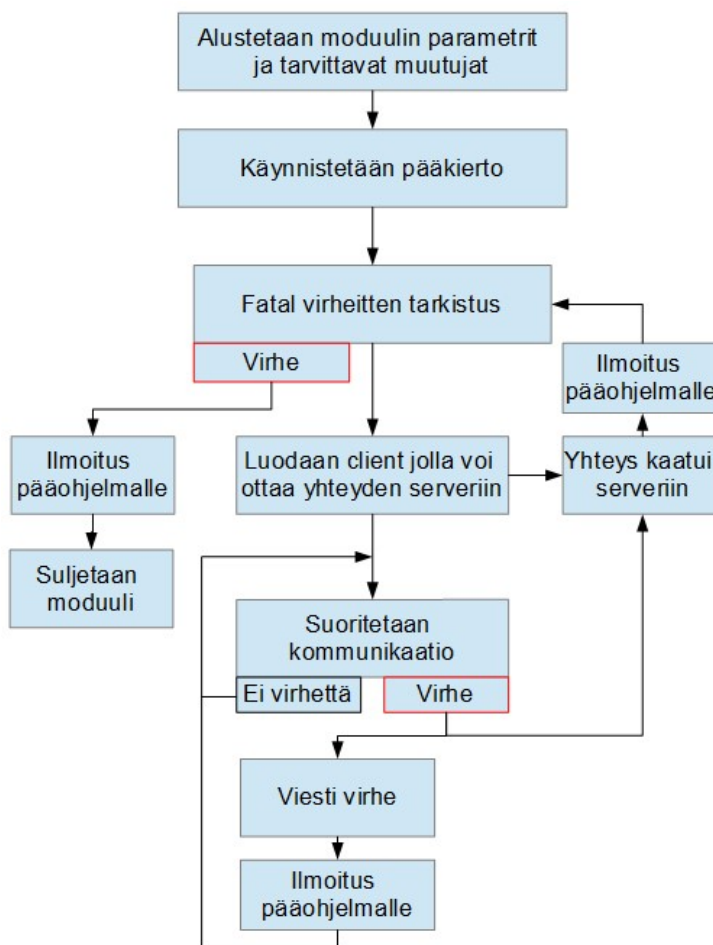 Alustetaan moduulin parametrit
ja tarvittavat muutujat
Käynnistetään pääkierto
Fatal virheitten tarkistus
Virhe
Ilmoitus
pääohjelmalle
Ilmoitus
pääohjelmalle
Luodaan client jolla voi
ottaa yhteyden serveriin
Yhteys kaatui
serveriin
Suljetaan
moduuli
Suoritetaan
kommunikaatio
Ei virhettä
Virhe
Viesti virhe
Ilmoitus
pääohjelmalle